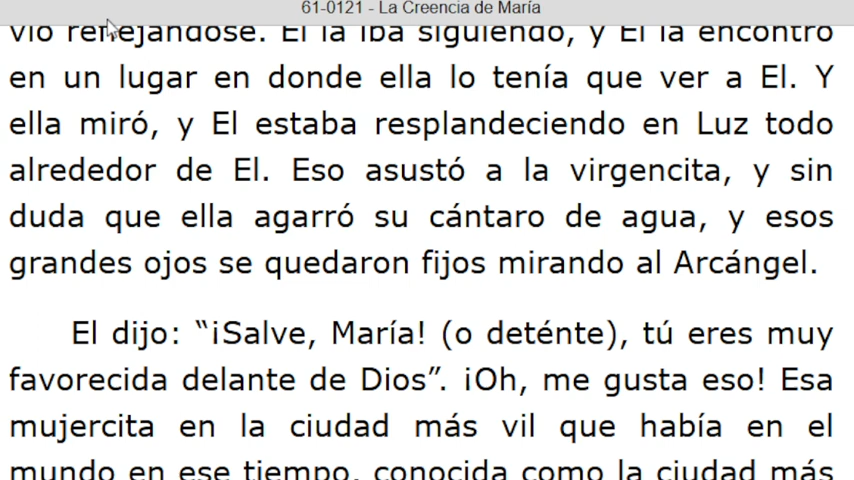 61-0121 - La Creencia de María
vio reflejándose. El la iba siguiendo, y El la encontró
en un lugar en donde ella lo tenía que ver a El. Y
ella miró, y El estaba resplandeciendo en Luz todo
alrededor de El. Eso asustó a la virgencita, y sin
duda que ella agarró su cántaro de agua, y esos
grandes ojos se quedaron fijos mirando al Arcángel.
El dijo: “¡Salve, María! (o deténte), tú eres muy
favorecida delante de Dios”. ¡Oh, me gusta eso! Esa
mujercita en la ciudad más vil que había en el
mundo en ese tiempo, conocida como la ciudad más